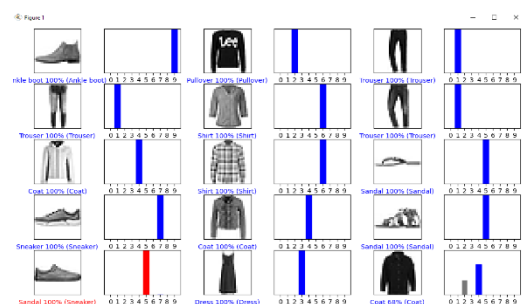 Figure 1
Lee
nkle boot 100% (Ankle boot) 0 1 2 3 4 5 6 7 8 9 Pullover 100% (Pullover) 0 1 2 3 4 5 6 7 8 9 Trouser 100% (Trouser) 0 1 2 3 4 5 6 7 8 9
Trouser 100% (Trouser) 0 1 2 3 4 5 6 7 8 9 Shirt 100% (Shirt) 0 1 2 3 4 5 6 7 8 9 Trouser 100% (Trouser) 0 1 2 3 4 5 6 7 8 9
Coat 100% (Coat) 0 1 2 3 4 5 6 7 8 9 Shirt 100% (Shirt) 0 1 2 3 4 5 6 7 8 9 Sandal 100% (Sandal) 0 1 2 3 4 5 6 7 8 9
Sneaker 100% (Sneaker) 0 1 2 3 4 5 6 7 8 9 Coat 100% (Coat) 0 1 2 3 4 5 6 7 8 9 Sandal 100% (Sandal) 0 1 2 3 4 5 6 7 8 9
Sandal 100% (Sneaker) 0 1 2 3 4 5 6 7 8 9 Dress 100% (Dress) 0 1 2 3 4 5 6 7 8 9 Coat 68% (Coat) 0 1 2 3 4 5 6 7 8 9